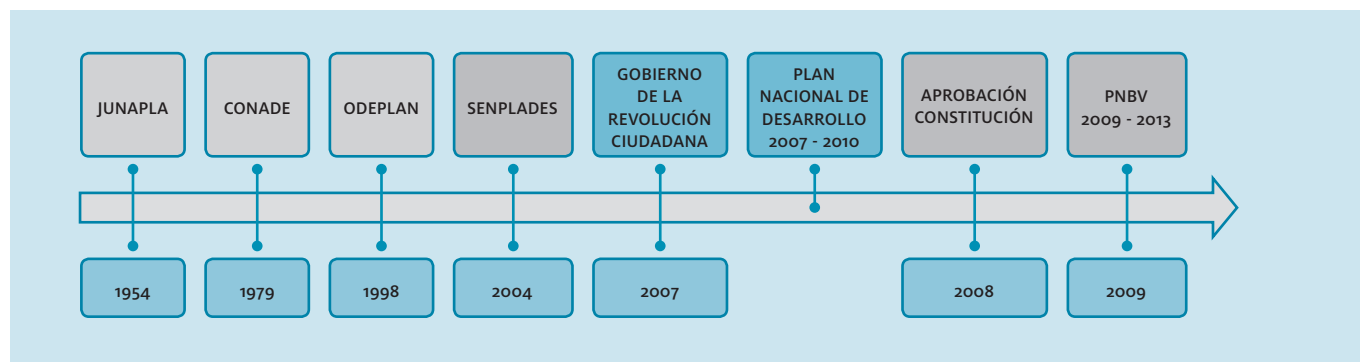 JUNAPLA
CONADE
ODEPLAN
SENPLADES
GOBIERNO
DE LA
REVOLUCIÓN
CIUDADANA
PLAN
NACIONAL DE
DESARROLLO
2007 - 2010
APROBACIÓN
CONSTITUCIÓN
PNBV
2009 - 2013
1954
1979
1998
2004
2007
2008
2009